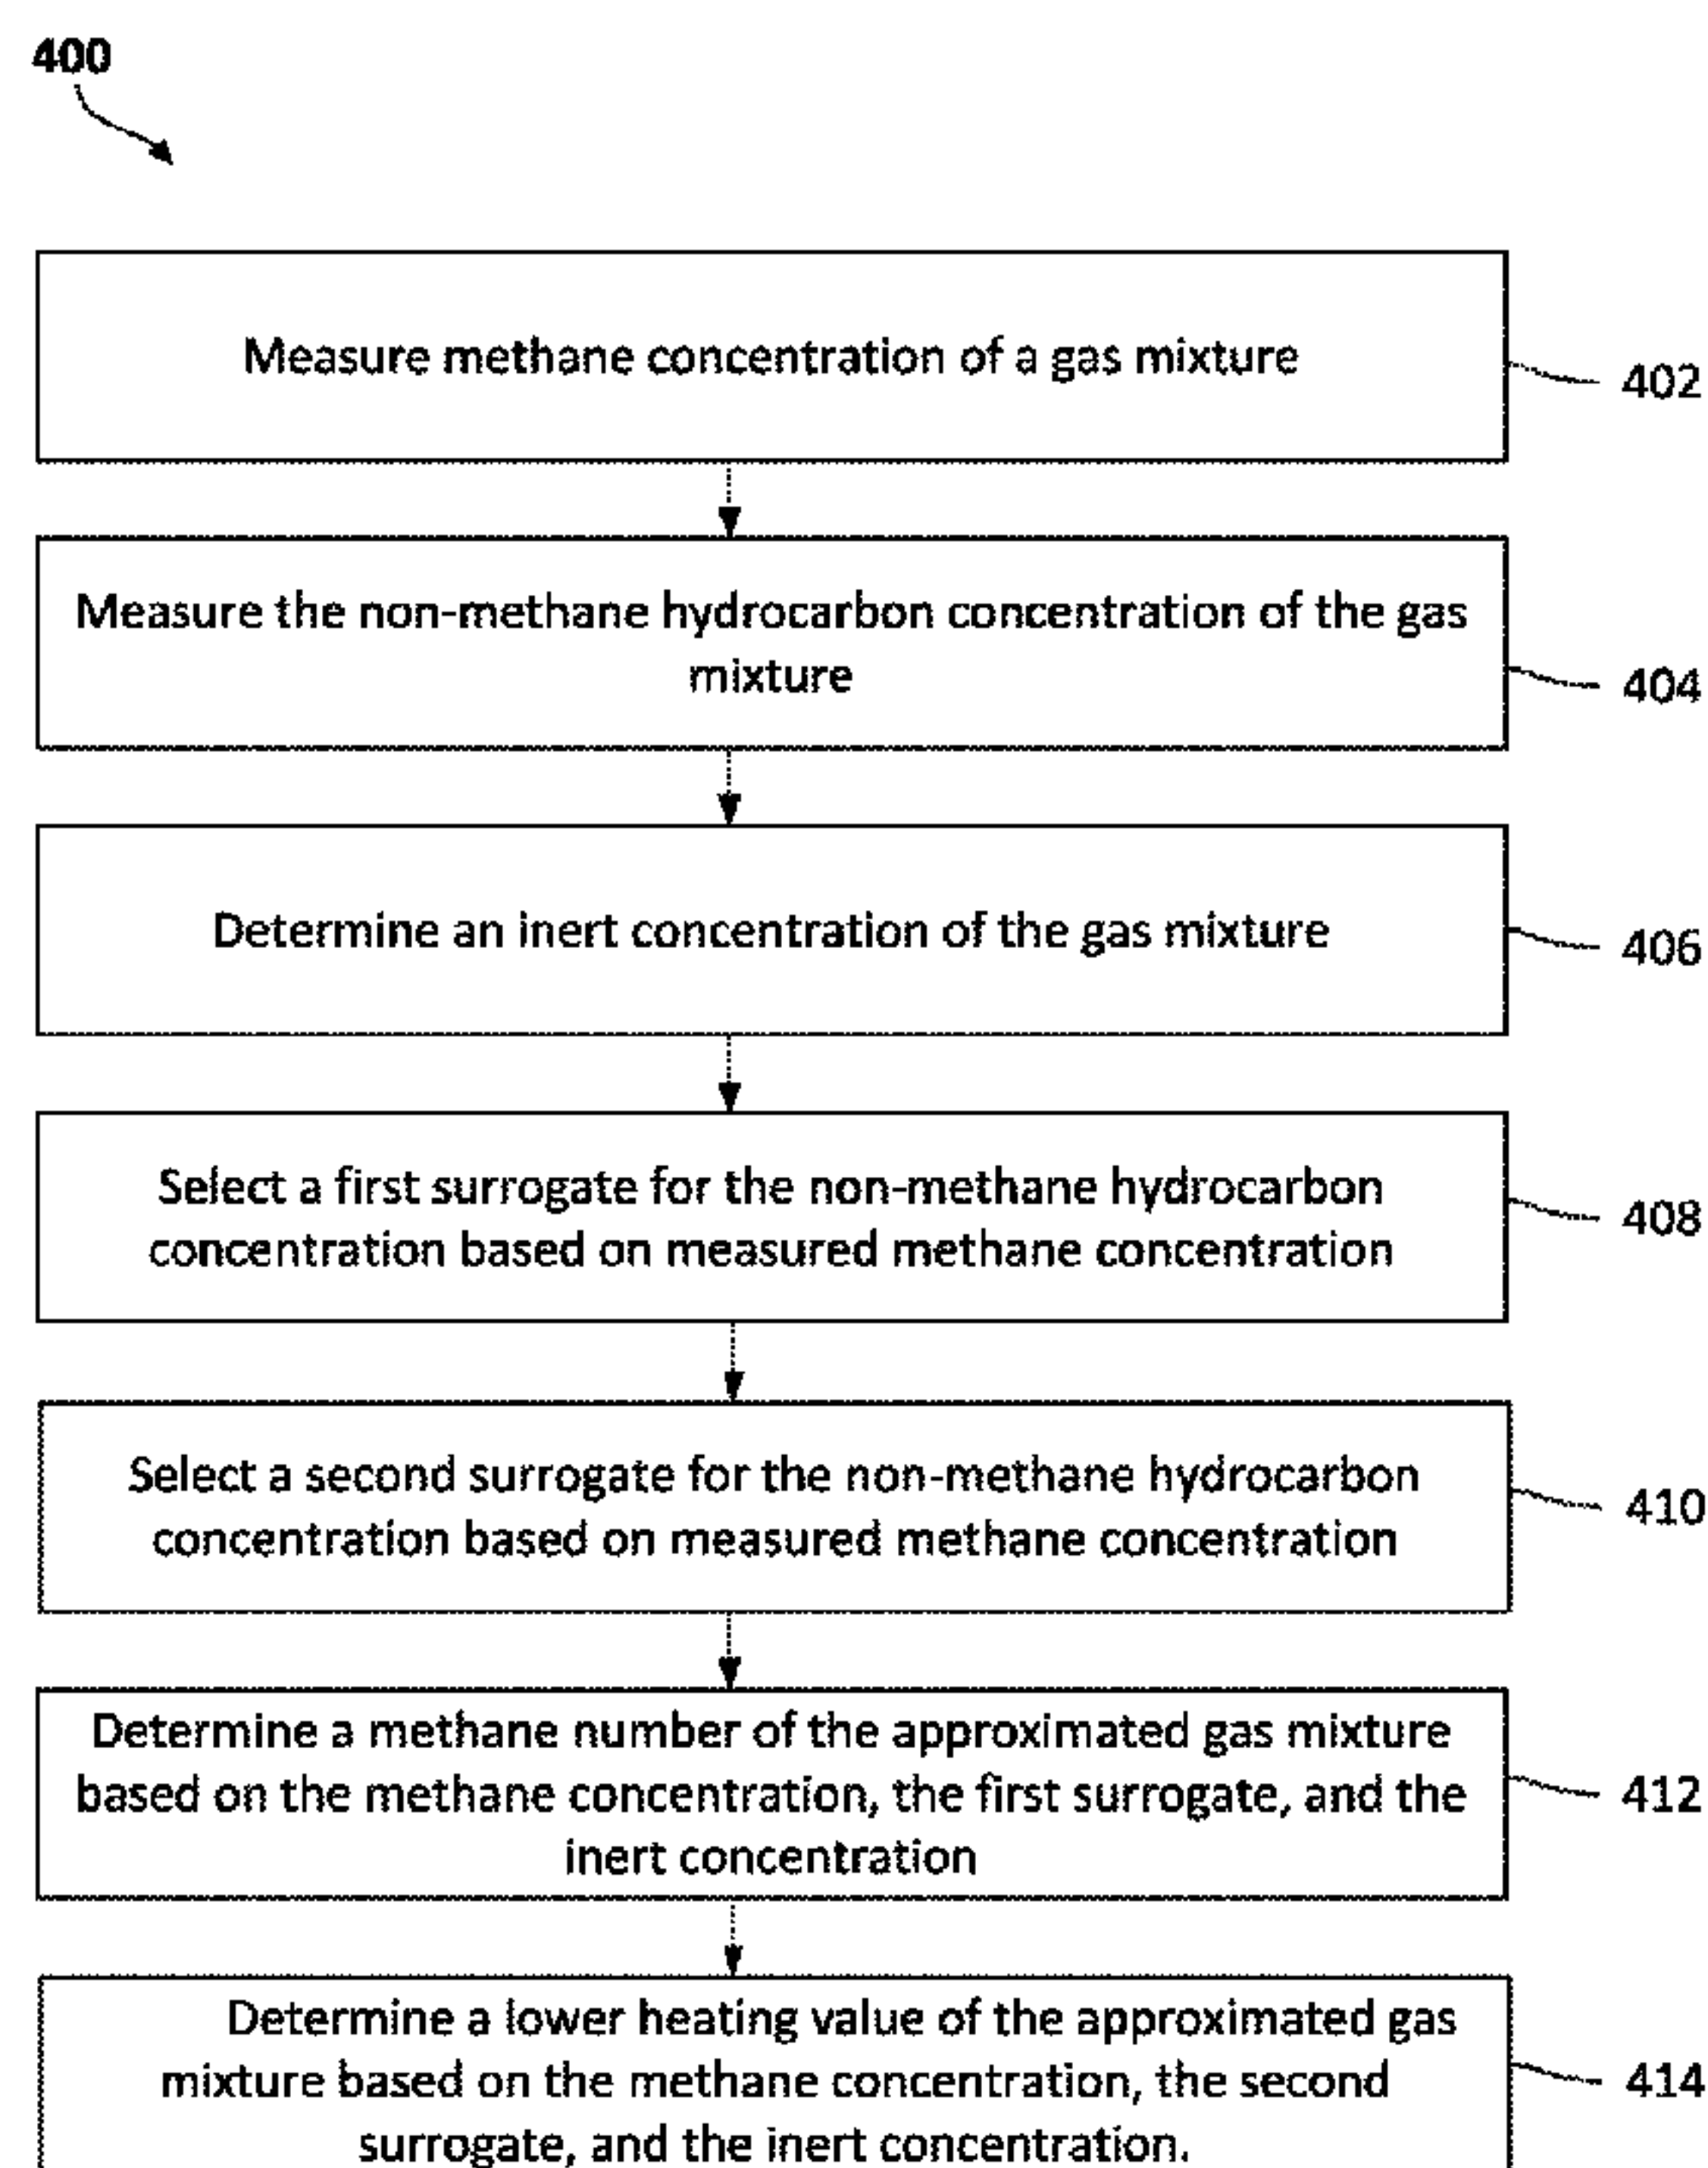 400
Measure methane concentration of a gas mixture
402
Measure the non-methane hydrocarbon concentration of the gas
mixture
404
Determine an inert concentration of the gas mixture
406
Select a first surrogate for the non-methane hydrocarbon
concentration based on measured methane concentration
408
Select a second surrogate for the non-methane hydrocarbon
concentration based on measured methane concentration
410
Determine a methane number of the approximated gas mixture
based on the methane concentration, the first surrogate, and the
inert concentration
412
Determine a lower heating value of the approximated gas
mixture based on the methane concentration, the second
surrogate, and the inert concentration.
414